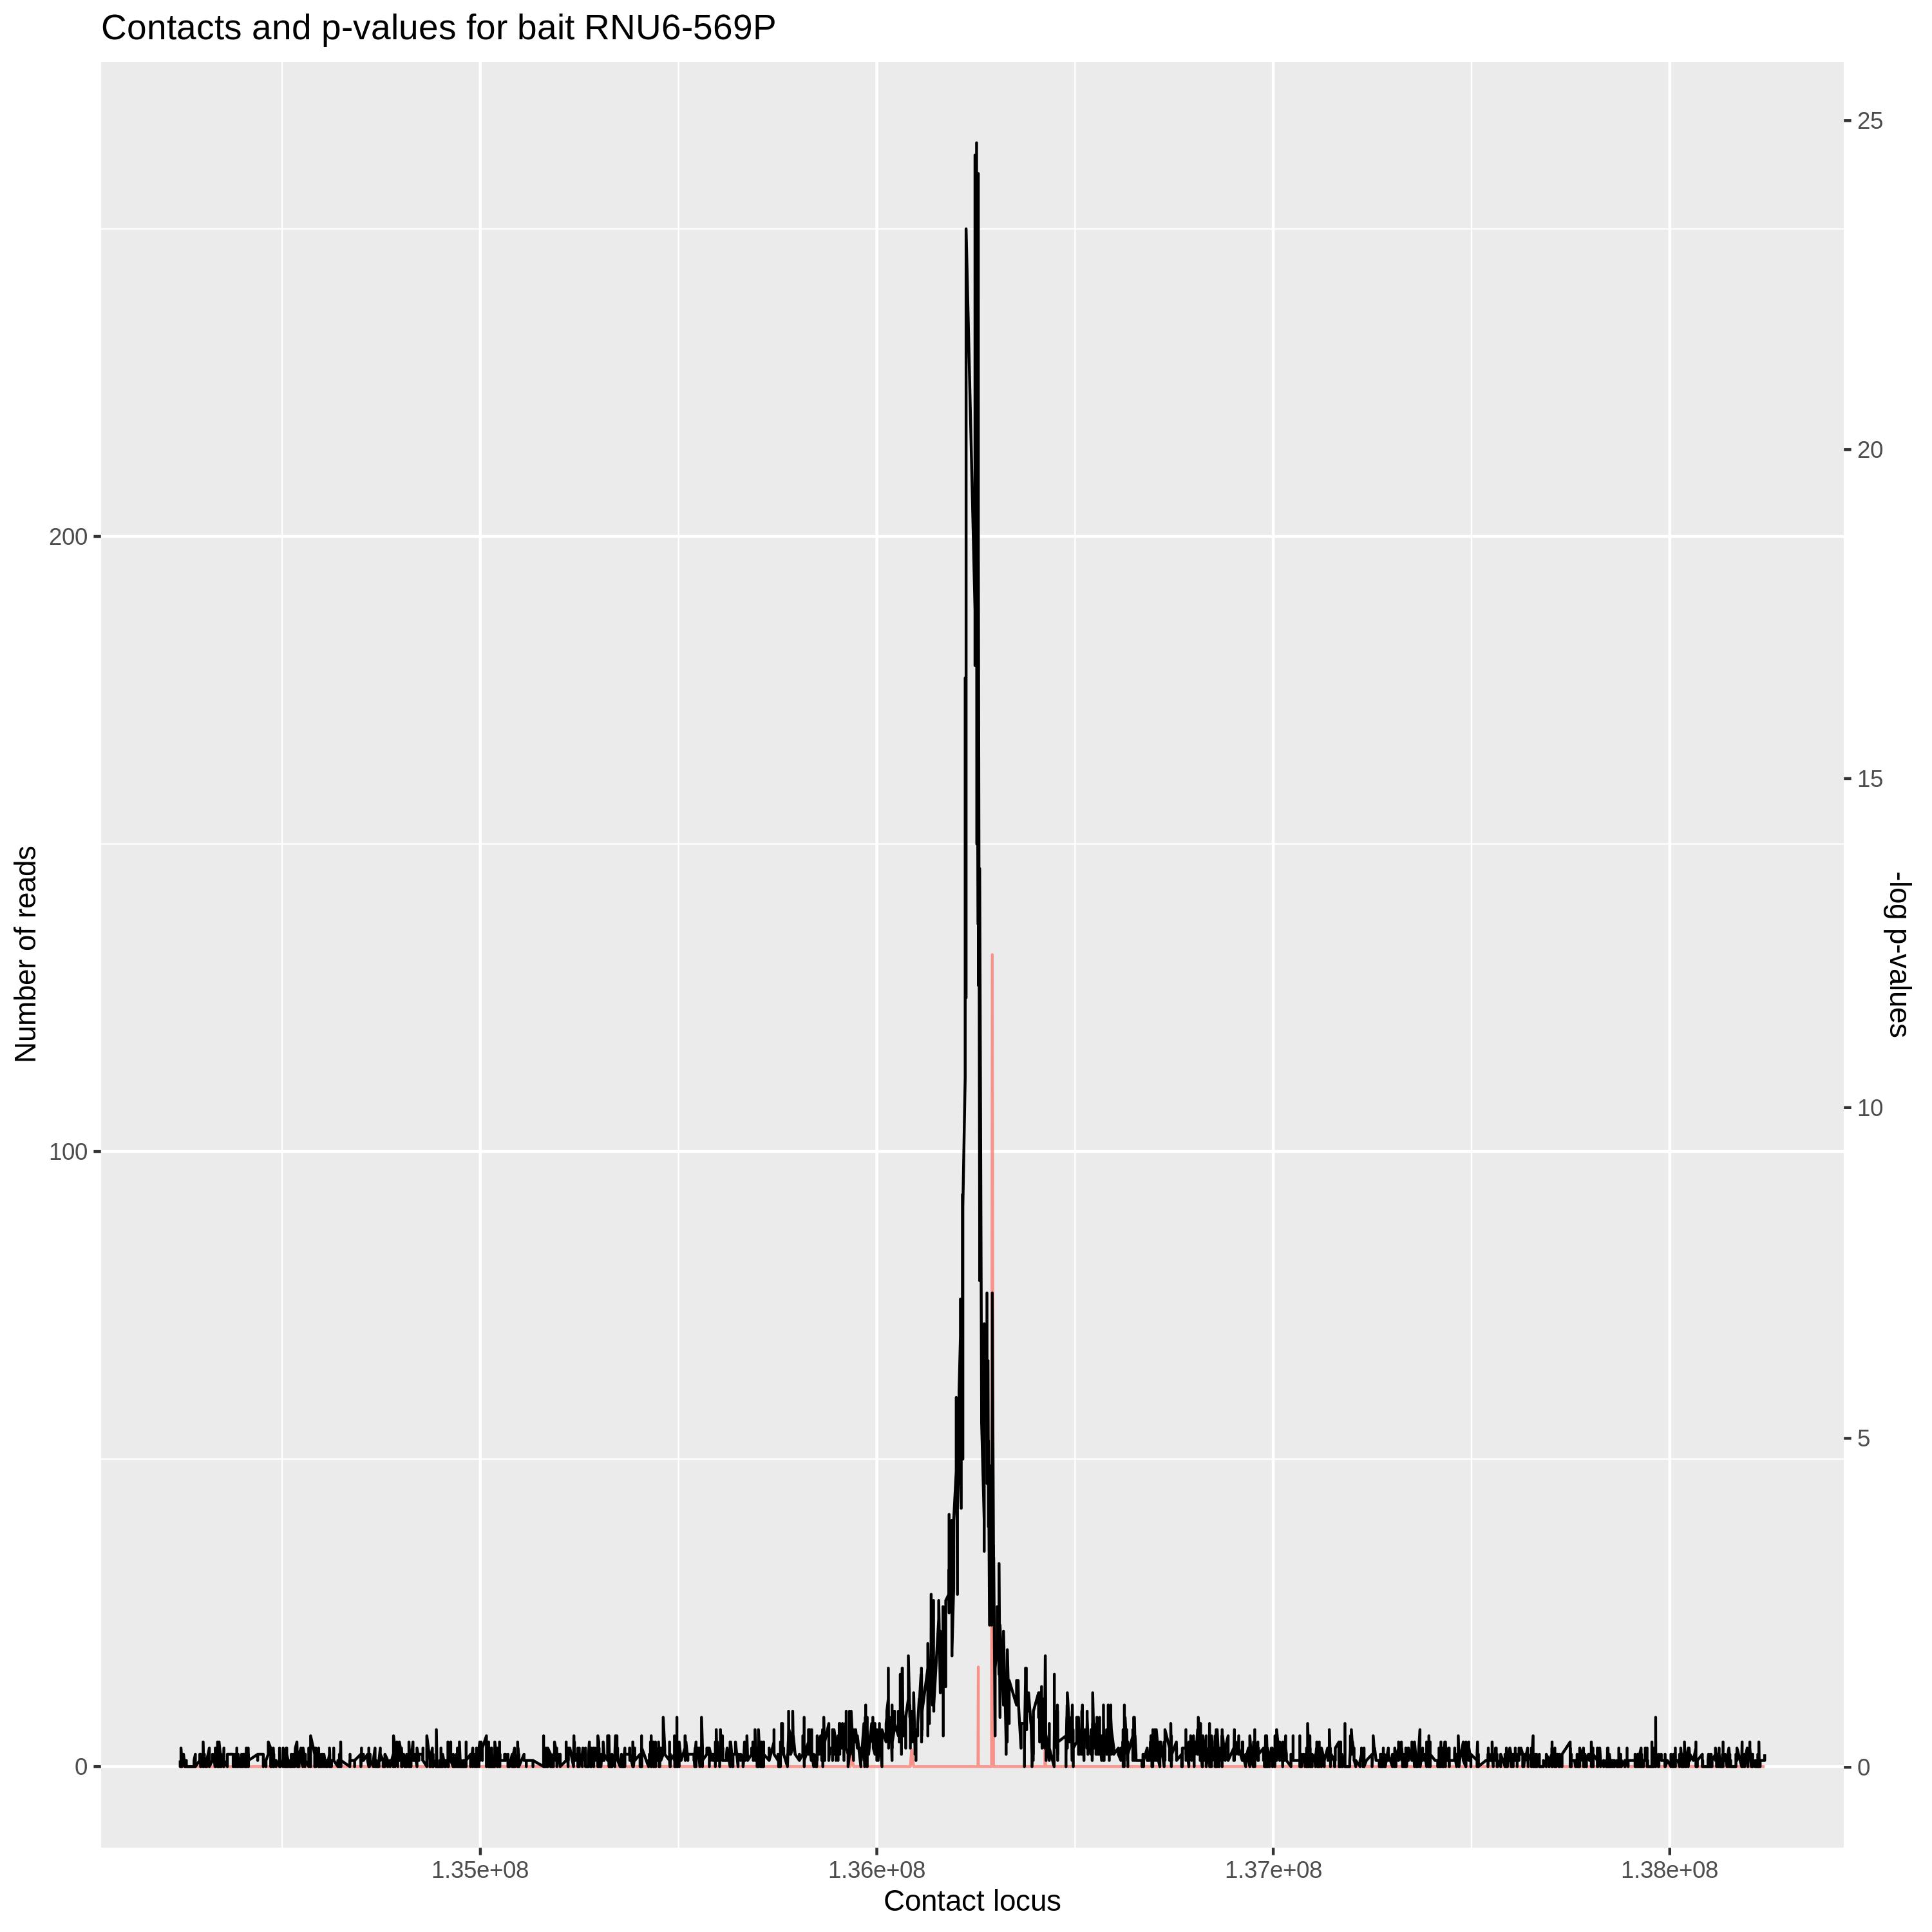 Contacts and p-values for bait RNU6-569P
25
20
200
15
Number of reads
-log p-values
10
100
5
0
0
1.35e+08
1.36e+08
1.37e+08
1.38e+08
Contact locus